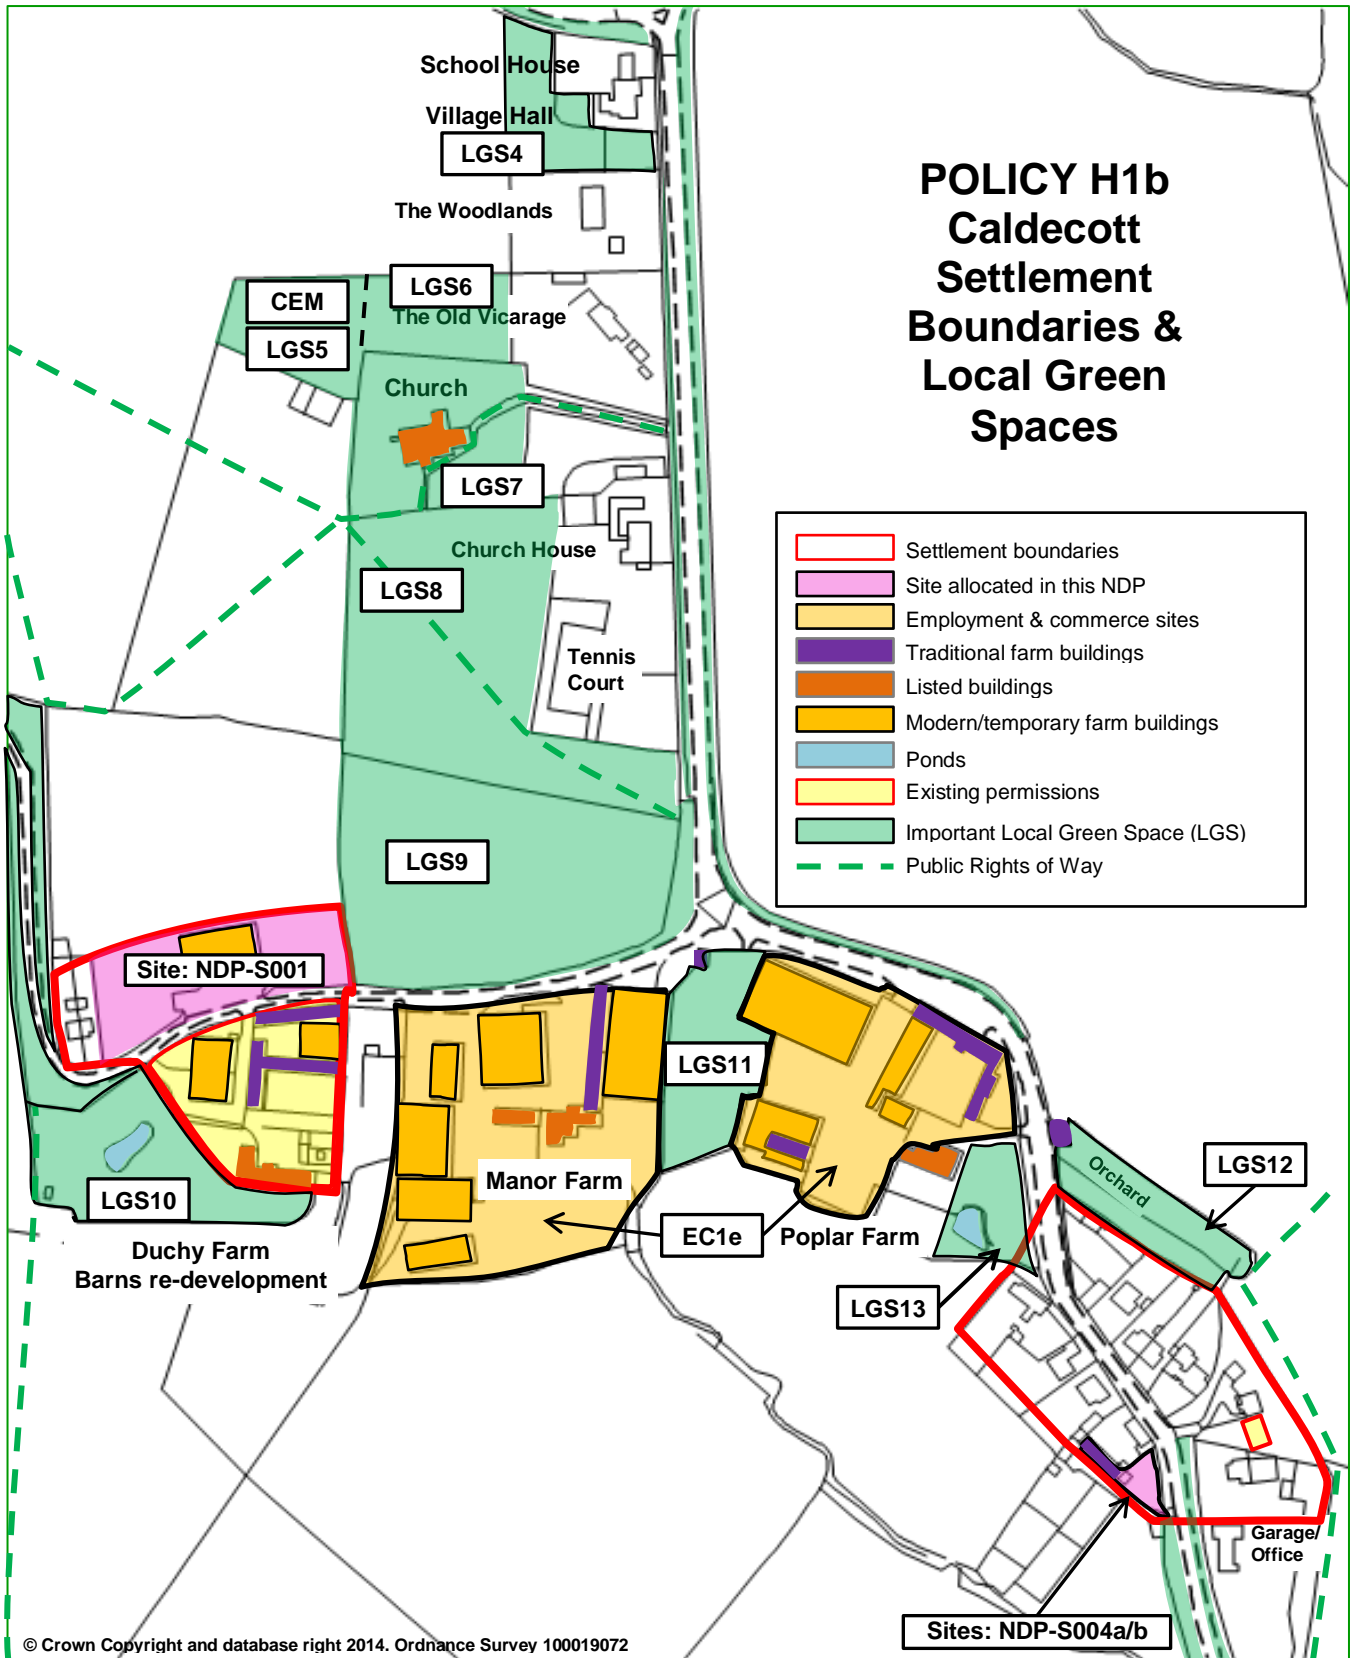 School House
Village Hall
LGS4
The Woodlands
POLICY H1b
Caldecott
Settlement
Boundaries &
Local Green
Spaces
CEM
LGS6
The Old Vicarage
LGS5
Church
LGS7
Church House
LGS8
Tennis
Court
Settlement boundaries
Site allocated in this NDP
Employment & commerce sites
Traditional farm buildings
Listed buildings
Modern/temporary farm buildings
Ponds
Existing permissions
Important Local Green Space (LGS)
Public Rights of Way
LGS9
Site: NDP-S001
LGS11
Orchard
LGS12
Manor Farm
LGS10
EC1e
Poplar Farm
Duchy Farm
Barns re-development
LGS13
Garage/
Office
Sites: NDP-S004a/b
© Crown Copyright and database right 2014. Ordnance Survey 100019072